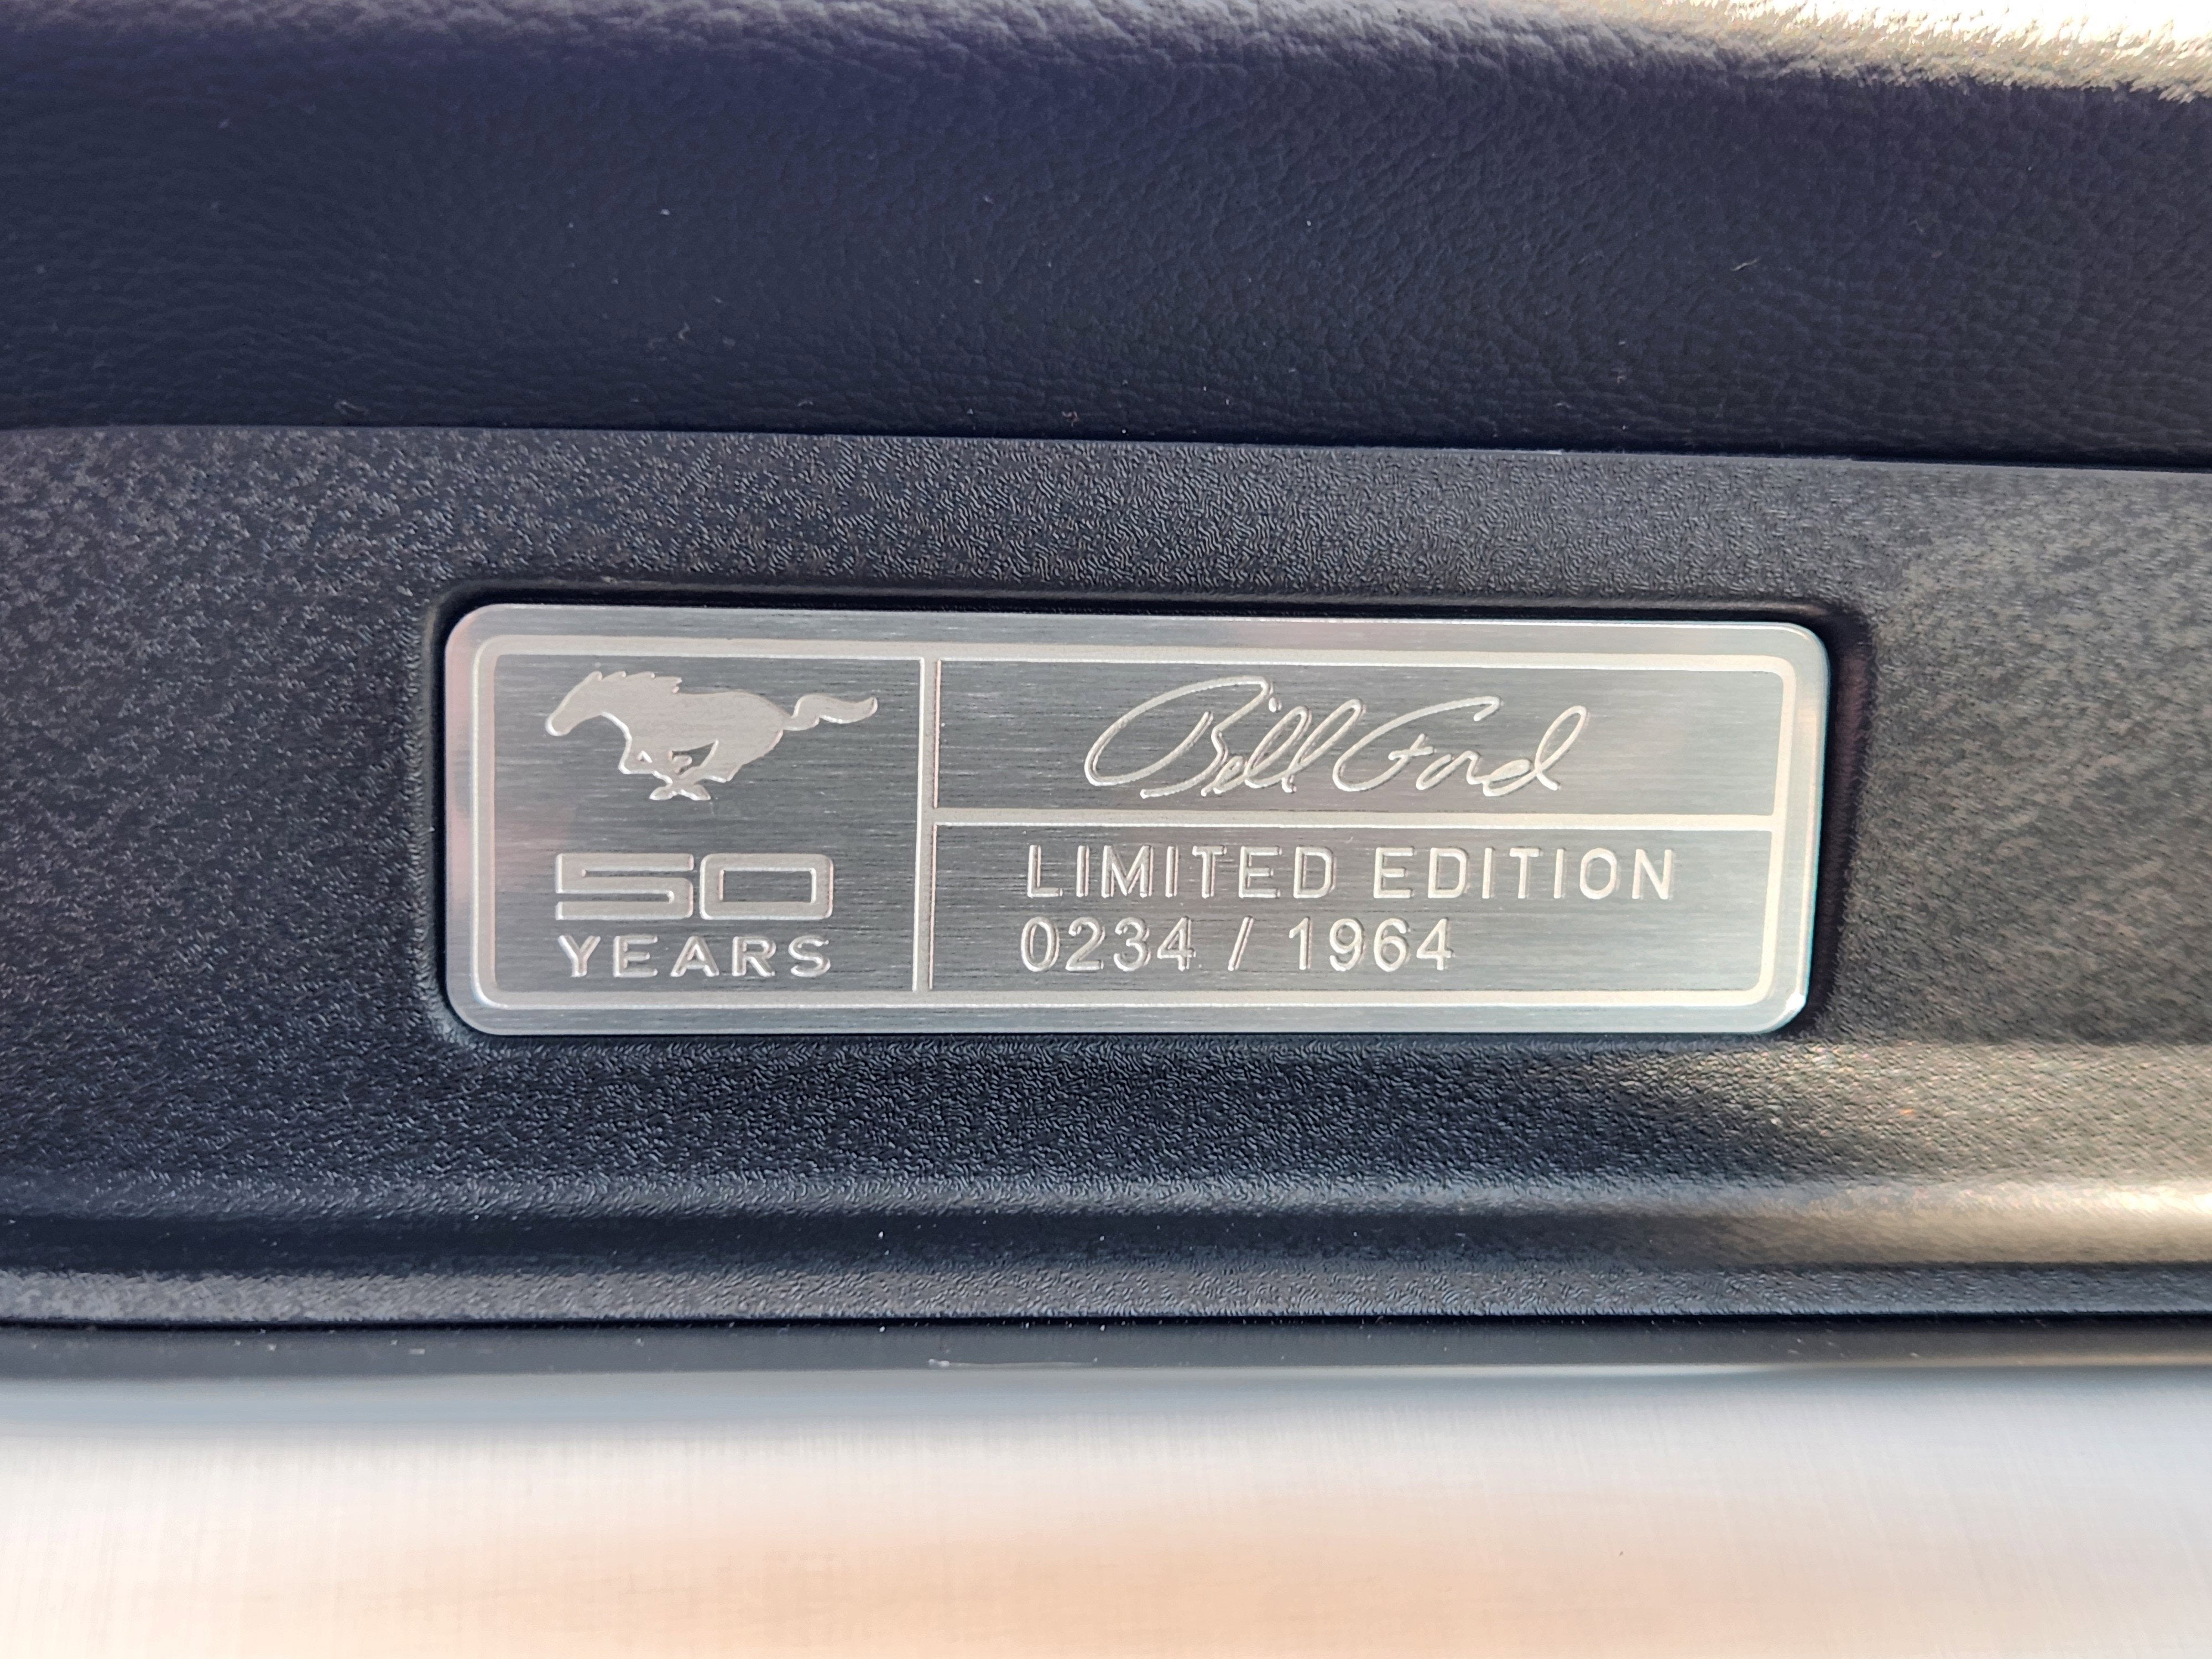 50
YEARS
Bill Ford
LIMITED EDITION
0234 / 1964